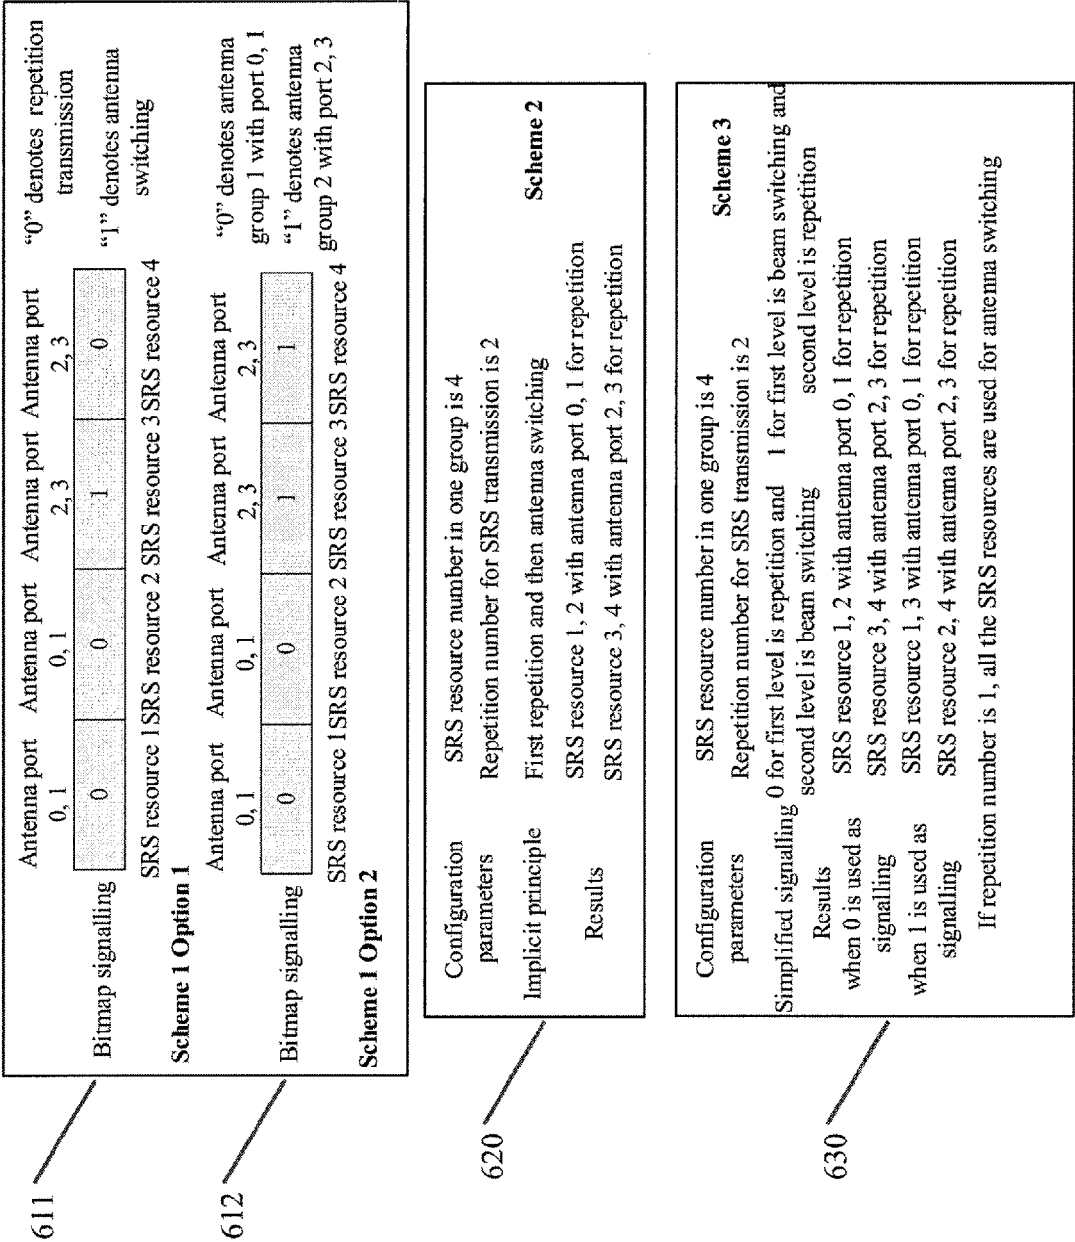 611
Antenna port Antenna port Antenna port Antenna port
0, 1 0, 1 2, 3 2, 3
Bitmap signalling 0 0 1 0
SRS resource 1 SRS resource 2 SRS resource 3 SRS resource 4
“0” denotes repetition
transmission
“1” denotes antenna
switching
Scheme 1 Option 1
612
Antenna port Antenna port Antenna port Antenna port
0, 1 0, 1 2, 3 2, 3
Bitmap signalling 0 0 1 1
SRS resource 1 SRS resource 2 SRS resource 3 SRS resource 4
“0” denotes antenna
group 1 with port 0, 1
“1” denotes antenna
group 2 with port 2, 3
Scheme 1 Option 2
620
Configuration
parameters
SRS resource number in one group is 4
Repetition number for SRS transmission is 2
Implicit principle First repetition and then antenna switching
Results
SRS resource 1, 2 with antenna port 0, 1 for repetition
SRS resource 3, 4 with antenna port 2, 3 for repetition
Scheme 2
630
Configuration
parameters
SRS resource number in one group is 4
Repetition number for SRS transmission is 2
Scheme 3
Simplified signalling
0 for first level is repetition and
second level is beam switching
1 for first level is beam switching and
second level is repetition
Results
when 0 is used as
signalling
SRS resource 1, 2 with antenna port 0, 1 for repetition
SRS resource 3, 4 with antenna port 2, 3 for repetition
when 1 is used as
signalling
SRS resource 1, 3 with antenna port 0, 1 for repetition
SRS resource 2, 4 with antenna port 2, 3 for repetition
If repetition number is 1, all the SRS resources are used for antenna switching